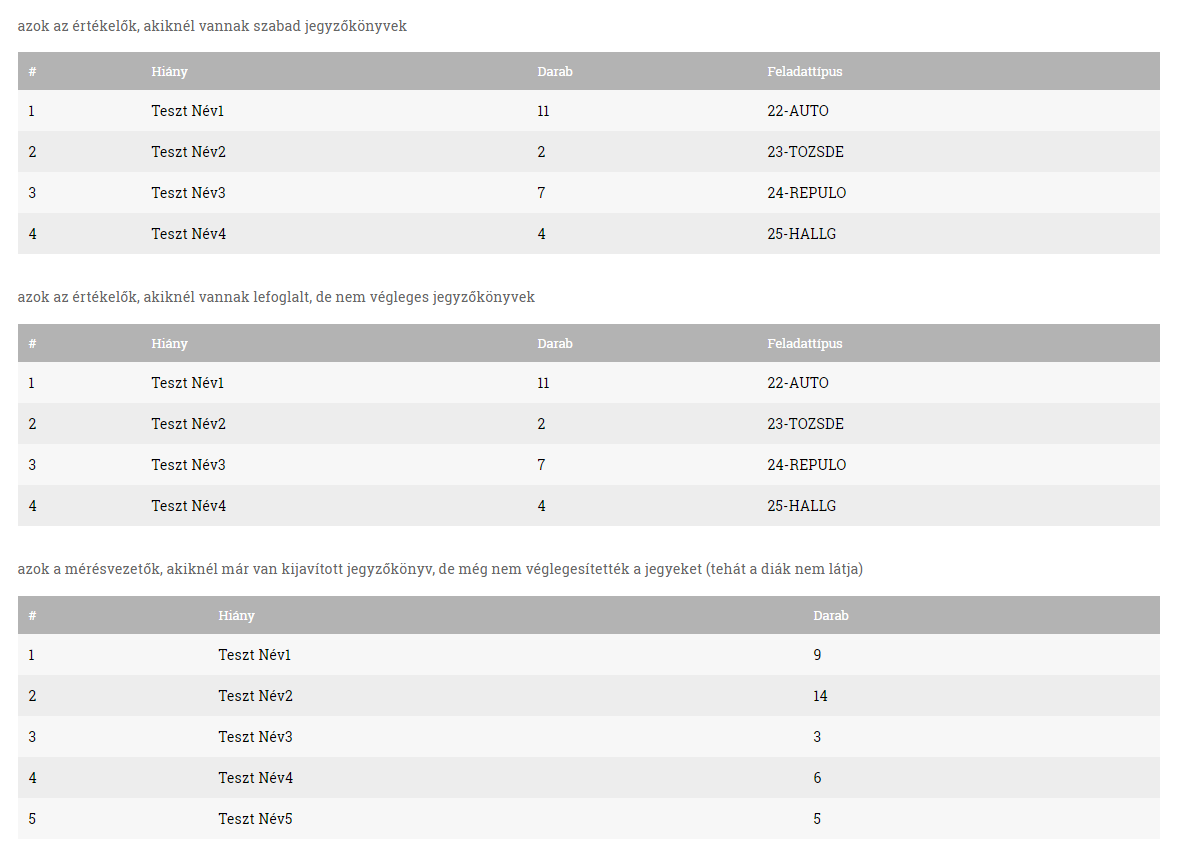 azok az értékelők, akiknél vannak szabad jegyzőkönyvek
# Hiány Darab Feladattípus
1 Teszt Név1 11 22-AUTO
2 Teszt Név2 2 23-TOZSDE
3 Teszt Név3 7 24-REPULO
4 Teszt Név4 4 25-HALLG
azok az értékelők, akiknél vannak lefoglalt, de nem végleges jegyzőkönyvek
# Hiány Darab Feladattípus
1 Teszt Név1 11 22-AUTO
2 Teszt Név2 2 23-TOZSDE
3 Teszt Név3 7 24-REPULO
4 Teszt Név4 4 25-HALLG
azok a mérésvezetők, akiknél már van kijavított jegyzőkönyv, de még nem véglegesítették a jegyeket (tehát a diák nem látja)
# Hiány Darab
1 Teszt Név1 9
2 Teszt Név2 14
3 Teszt Név3 3
4 Teszt Név4 6
5 Teszt Név5 5